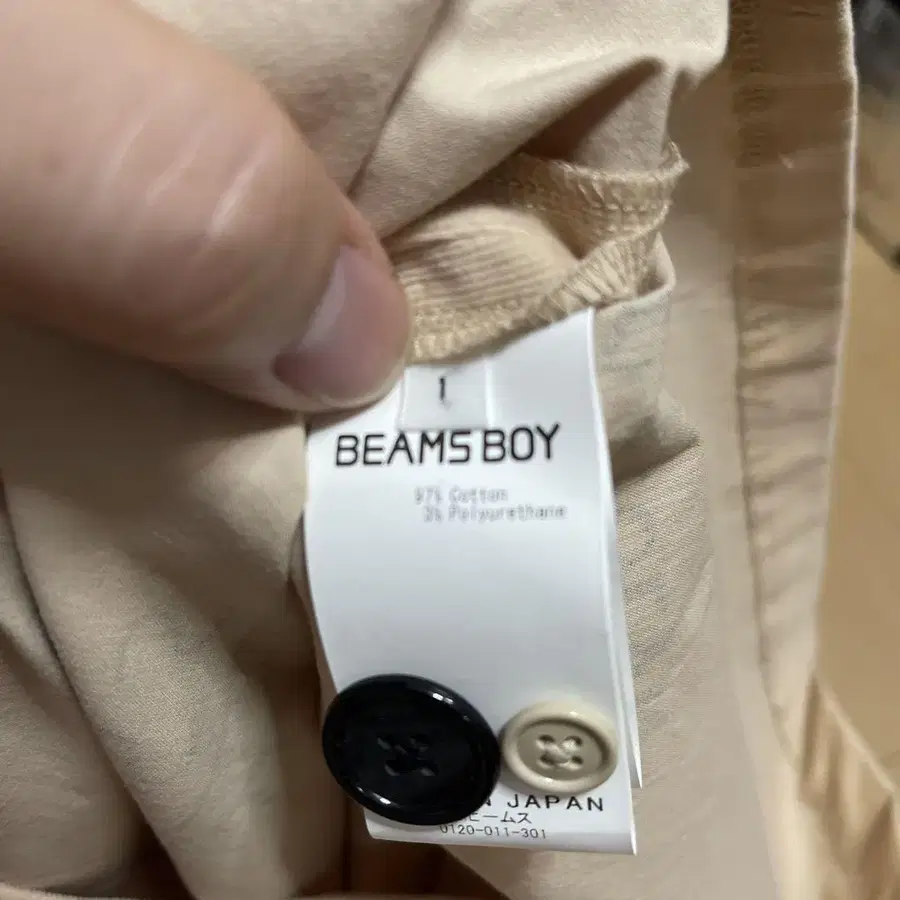 1
BEAMS BOY
97% Cotton
3% Polyurethane
N JAPAN
ビームス
0120-011-301